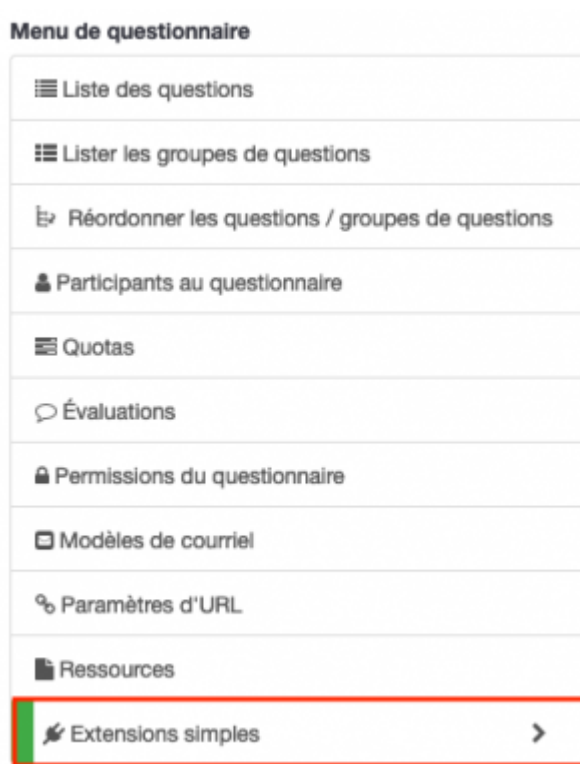 Menu de questionnaire
Liste des questions
Lister les groupes de questions
Réordonner les questions / groupes de questions
Participants au questionnaire
Quotas
Évaluations
Permissions du questionnaire
Modèles de courriel
Paramètres d'URL
Ressources
Extensions simples